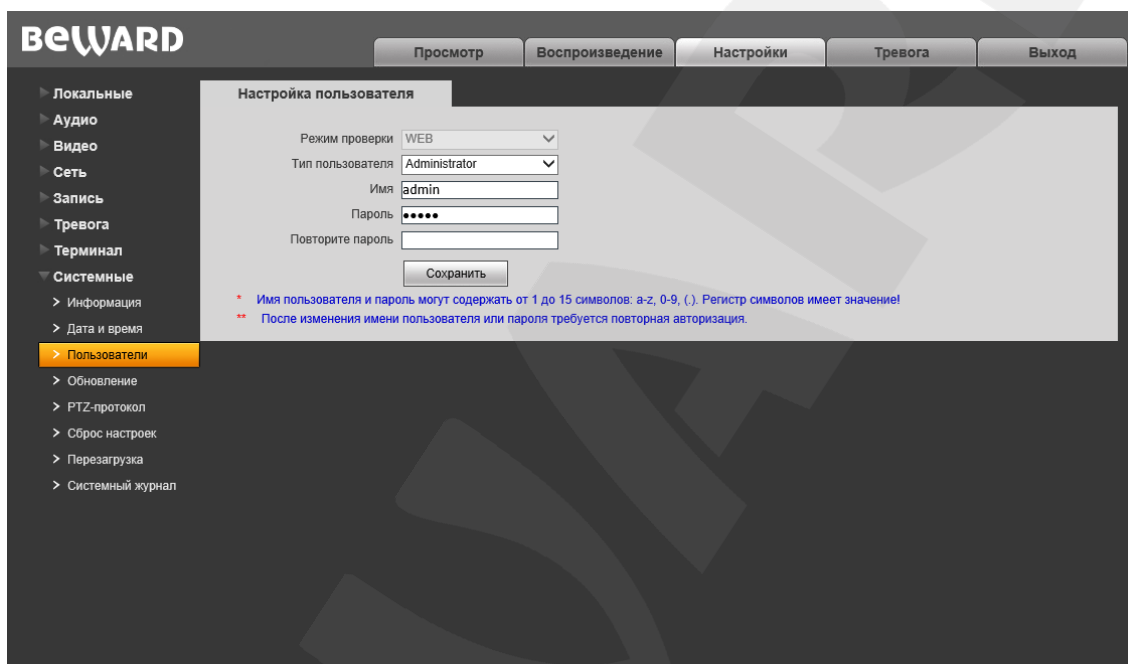 BEWARD
Просмотр Воспроизведение Настройки Тревога Выход
Локальные
Аудио
Видео
Сеть
Запись
Тревога
Терминал
Системные
Информация
Дата и время
Пользователи
Обновление
PTZ-протокол
Сброс настроек
Перезагрузка
Системный журнал
Настройка пользователя
Режим проверки WEB
Тип пользователя Administrator
Имя admin
Пароль •••••
Повторите пароль
Сохранить
* Имя пользователя и пароль могут содержать от 1 до 15 символов: a-z, 0-9, (.). Регистр символов имеет значение!
** После изменения имени пользователя или пароля требуется повторная авторизация.